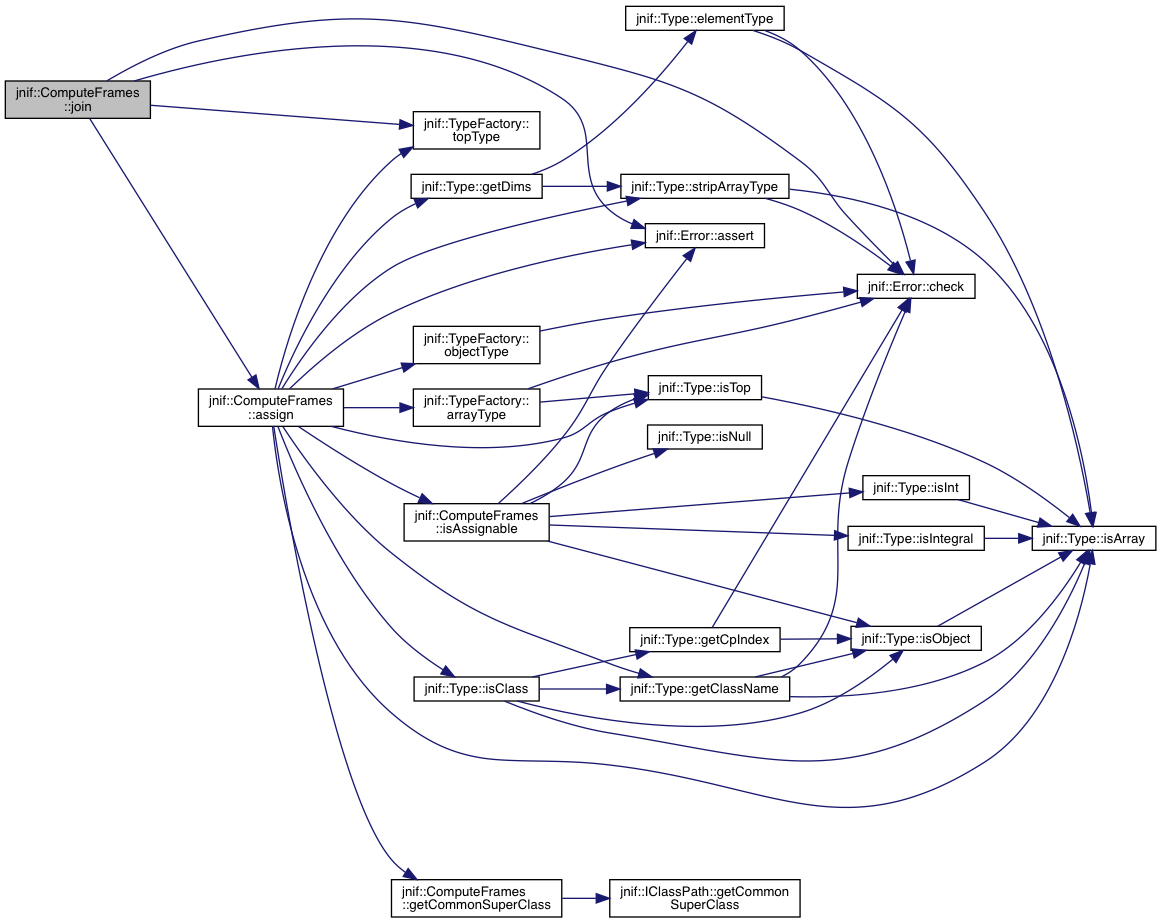 jnif::Type::elementType
jnif::ComputeFrames
::join
jnif::TypeFactory::
topType
jnif::Type::getDims
jnif::Type::stripArrayType
jnif::Error::assert
jnif::Error::check
jnif::TypeFactory::
objectType
jnif::ComputeFrames
::assign
jnif::TypeFactory::
arrayType
jnif::Type::isTop
jnif::Type::isNull
jnif::Type::isInt
jnif::ComputeFrames
::isAssignable
jnif::Type::isIntegral
jnif::Type::isArray
jnif::Type::getCpIndex
jnif::Type::isObject
jnif::Type::isClass
jnif::Type::getClassName
jnif::ComputeFrames
::getCommonSuperClass
jnif::IClassPath::getCommon
SuperClass